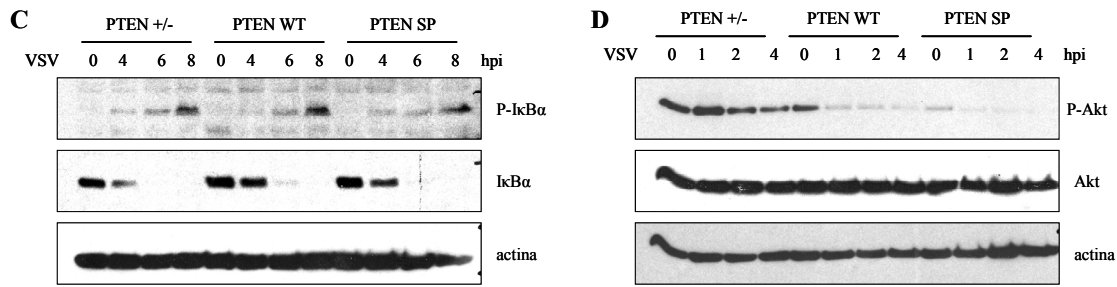 C
PTEN +/- PTEN WT PTEN SP
VSV 0 4 6 8 0 4 6 8 0 4 6 8 hpi
P-IκBα
IκBα
actina
D
PTEN +/- PTEN WT PTEN SP
VSV 0 1 2 4 0 1 2 4 0 1 2 4 hpi
P-Akt
Akt
actina